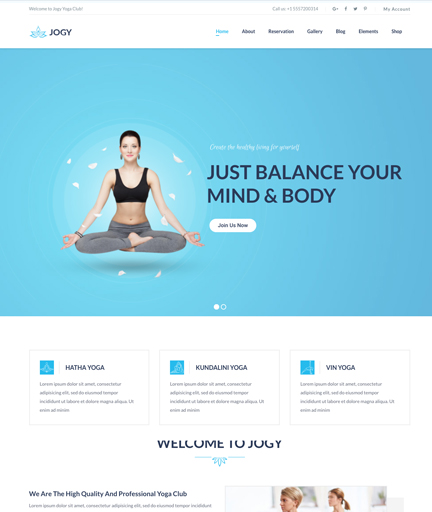 Welcome to Jogy Yoga Club!
Call us: +1 5557200314
My Account
JOGY
Home About Reservation Gallery Blog Elements Shop
Create the healthy living for yourself
JUST BALANCE YOUR
MIND & BODY
Join Us Now
HATHA YOGA
Lorem ipsum dolor sit amet, consectetur
adipiscing elit, sed do eiusmod tempor
incididunt ut labore et dolore magna aliqua. Ut
enim ad minim
KUNDALINI YOGA
Lorem ipsum dolor sit amet, consectetur
adipiscing elit, sed do eiusmod tempor
incididunt ut labore et dolore magna aliqua. Ut
enim ad minim
VIN YOGA
Lorem ipsum dolor sit amet, consectetur
adipiscing elit, sed do eiusmod tempor
incididunt ut labore et dolore magna aliqua. Ut
enim ad minim
WELCOME TO JOGY
We Are The High Quality And Professional Yoga Club
Lorem ipsum dolor sit amet, consectetur adipiscing elit, sed do eiusmod tempor incididunt